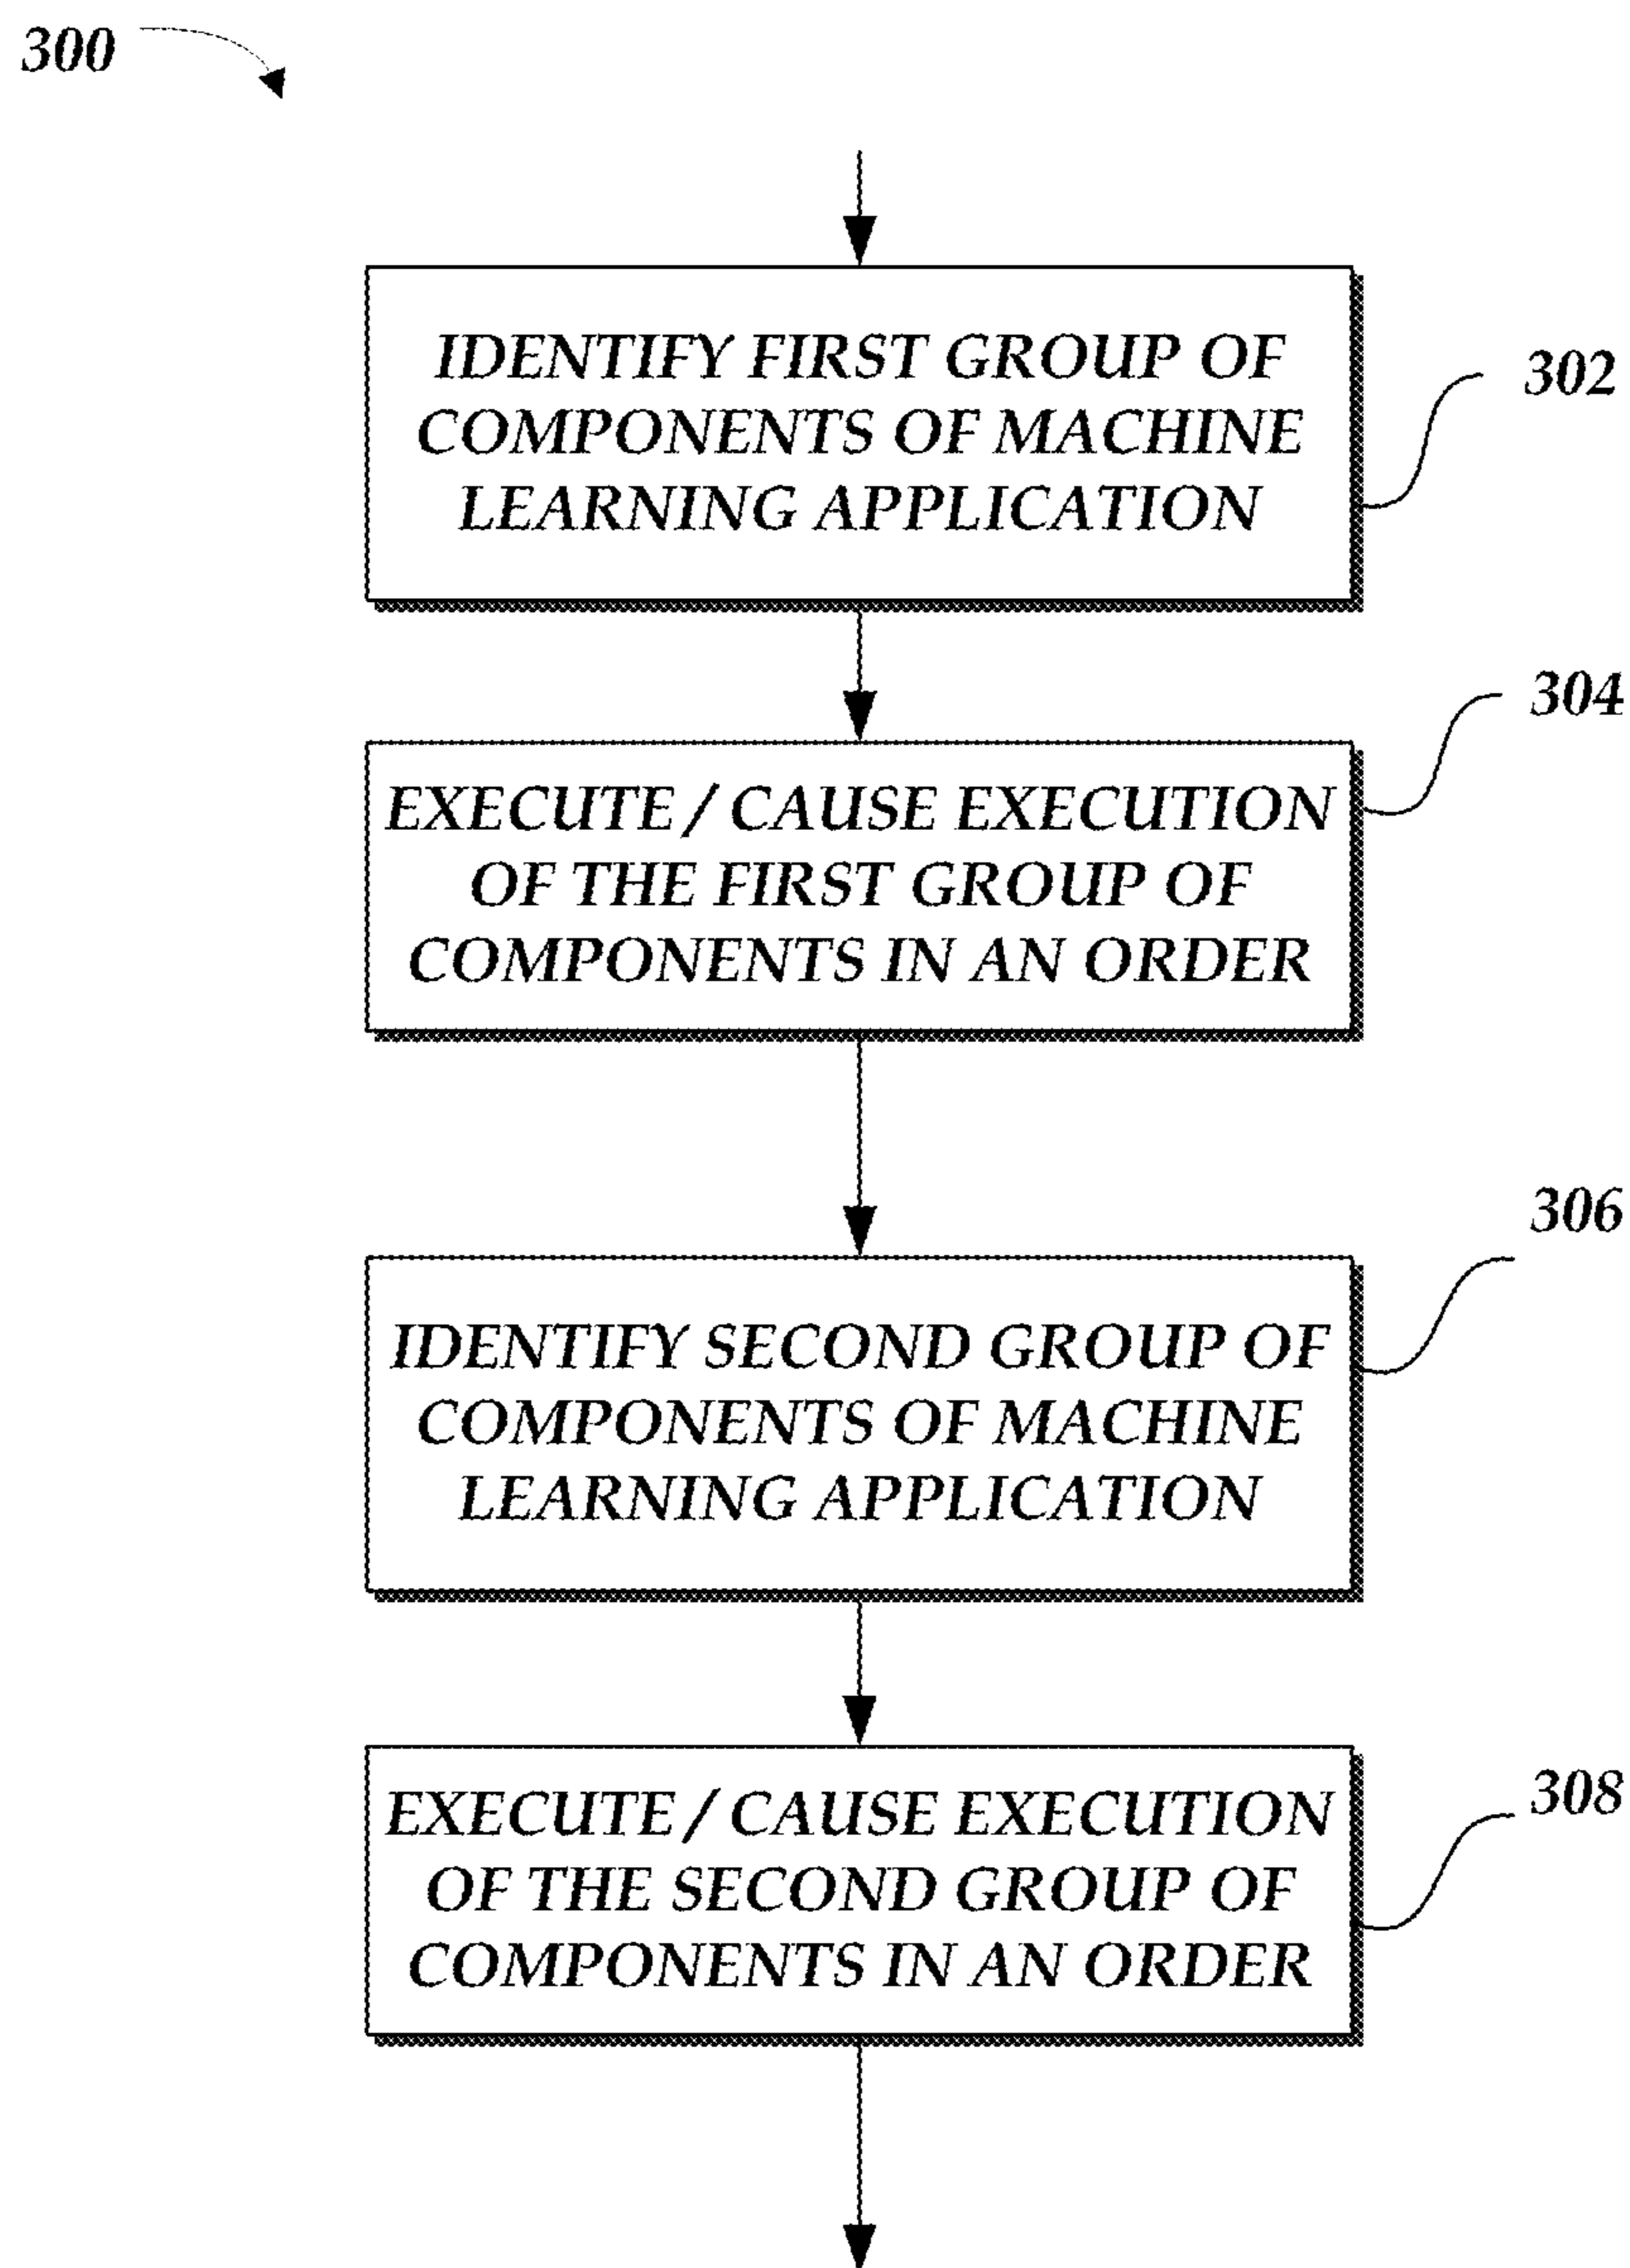 300
IDENTIFY FIRST GROUP OF
COMPONENTS OF MACHINE
LEARNING APPLICATION
302
EXECUTE / CAUSE EXECUTION
OF THE FIRST GROUP OF
COMPONENTS IN AN ORDER
304
IDENTIFY SECOND GROUP OF
COMPONENTS OF MACHINE
LEARNING APPLICATION
306
EXECUTE / CAUSE EXECUTION
OF THE SECOND GROUP OF
COMPONENTS IN AN ORDER
308